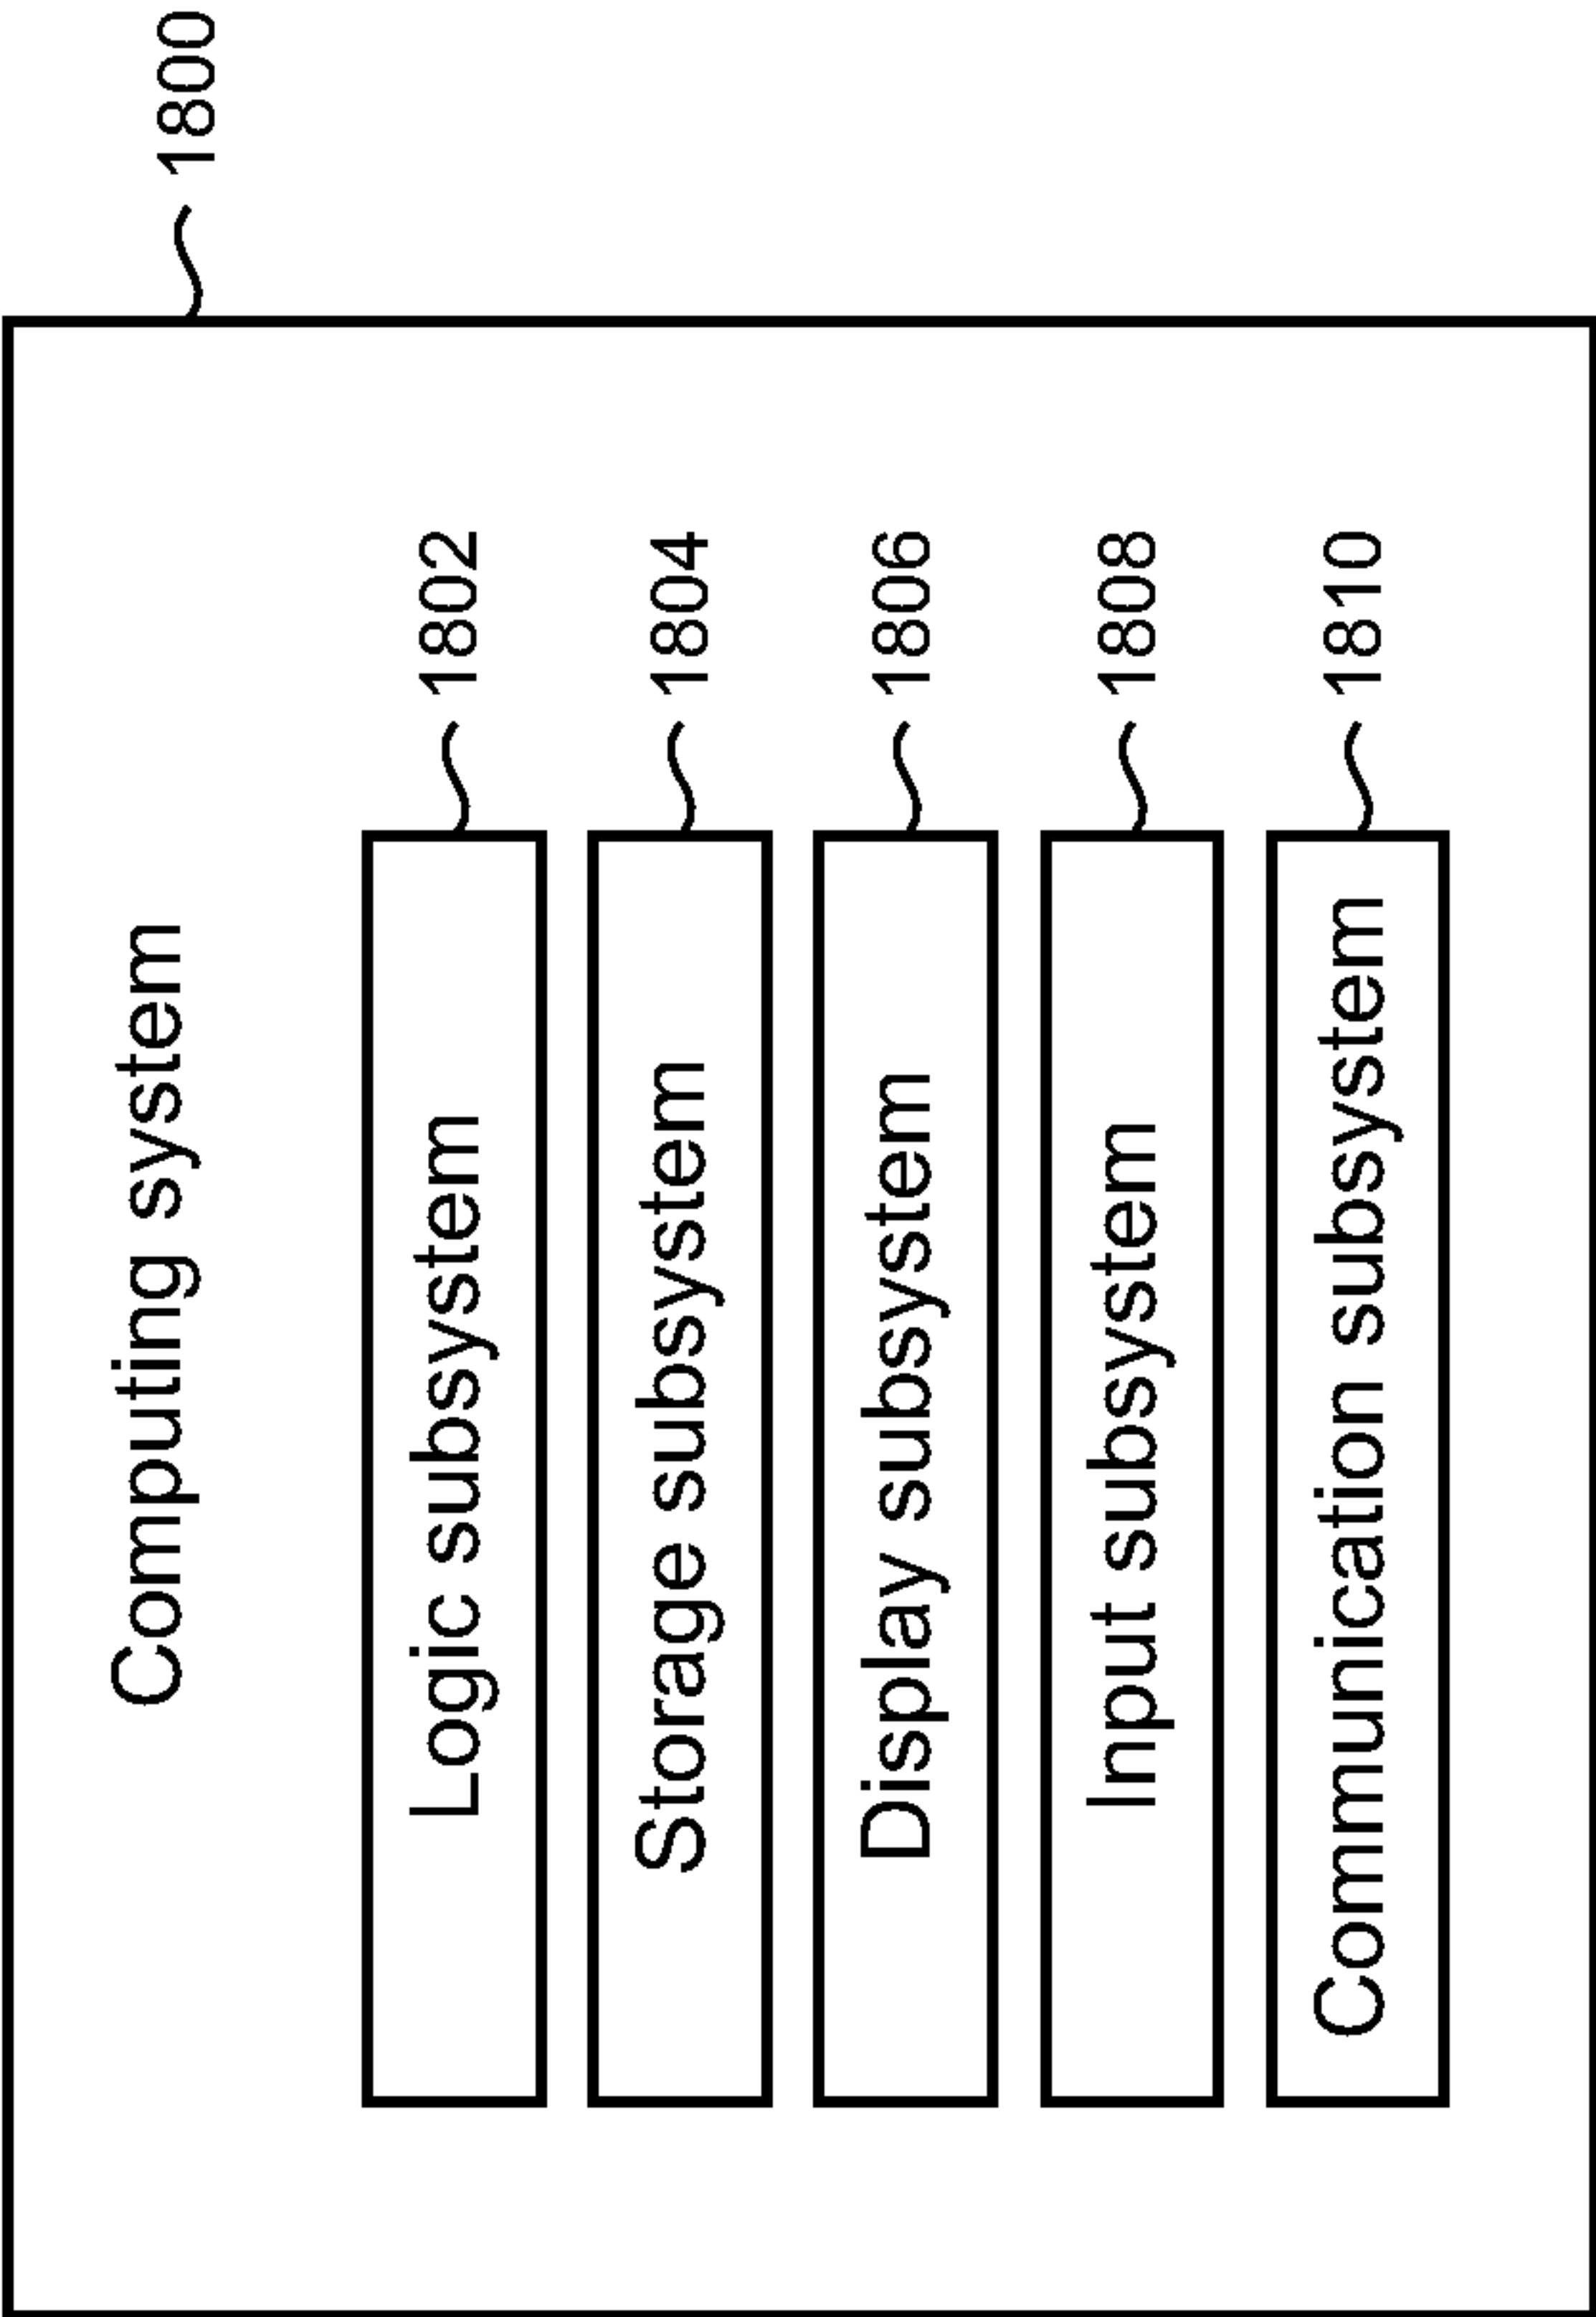 Computing system
1800
Logic subsystem
1802
Storage subsystem
1804
Display subsystem
1806
Input subsystem
1808
Communication subsystem
1810